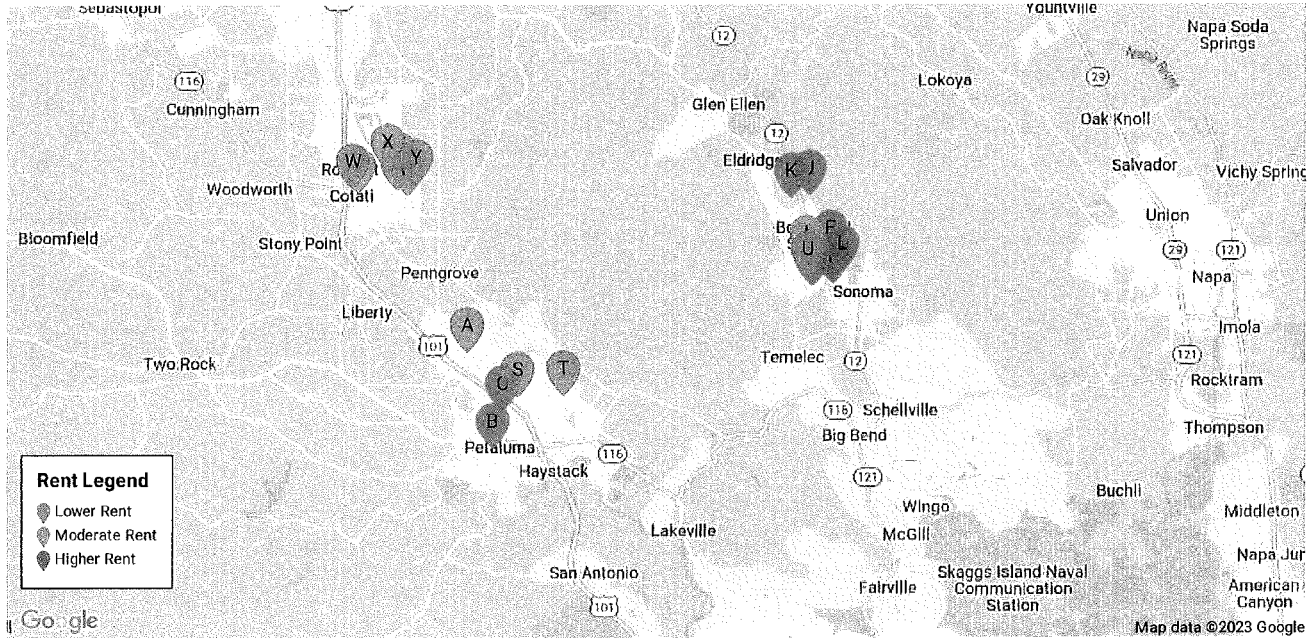 Sebastopol
Yountville
Napa Soda
Springs
12
Napa River
116
Cunningham
Lokoya
29
Glen Ellen
Oak Knoll
12
X
W
Y
Eldridge
K
J
Salvador
Vichy Spring
Woodworth
Cotati
Union
Bloomfield
Stony Point
F
U
L
29
121
Penngrove
Napa
Sonoma
Liberty
A
Imola
101
Two Rock
Temelec
12
121
S
T
C
Rocktram
116
Schellville
B
Big Bend
Thompson
Petaluma
Haystack
116
121
Rent Legend
Lower Rent
Moderate Rent
Higher Rent
Buchli
Wingo
Middleton
Lakeville
McGill
Napa Jun
San Antonio
Fairville
Skaggs Island Naval
Communication
Station
American
Canyon
101
Google
Map data ©2023 Google